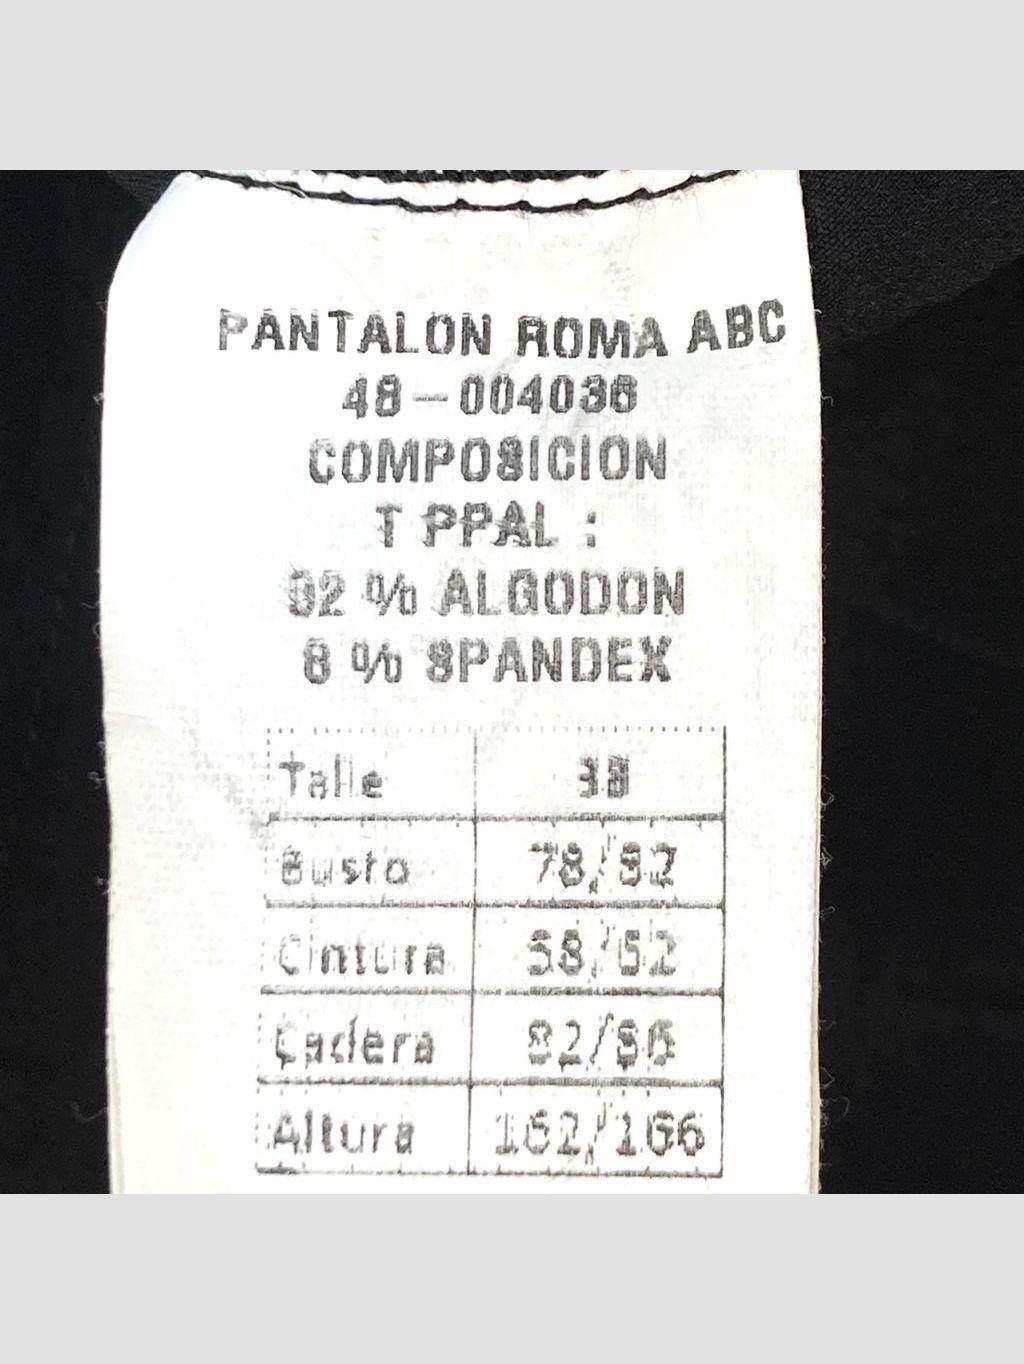 PANTALON ROMA ABC
48-004036
COMPOSICION
T PPAL :
92 % ALGODON
8 % SPANDEX
Talle 38
Busto 78/82
Cintura 58/62
Cadera 82/86
Altura 162/166